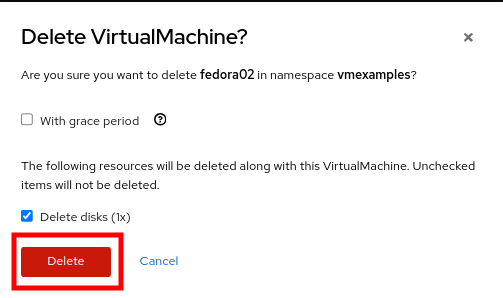 Delete VirtualMachine?
Are you sure you want to delete fedora02 in namespace vmexamples?
With grace period
The following resources will be deleted along with this VirtualMachine. Unchecked
items will not be deleted.
Delete disks (1x)
Delete Cancel